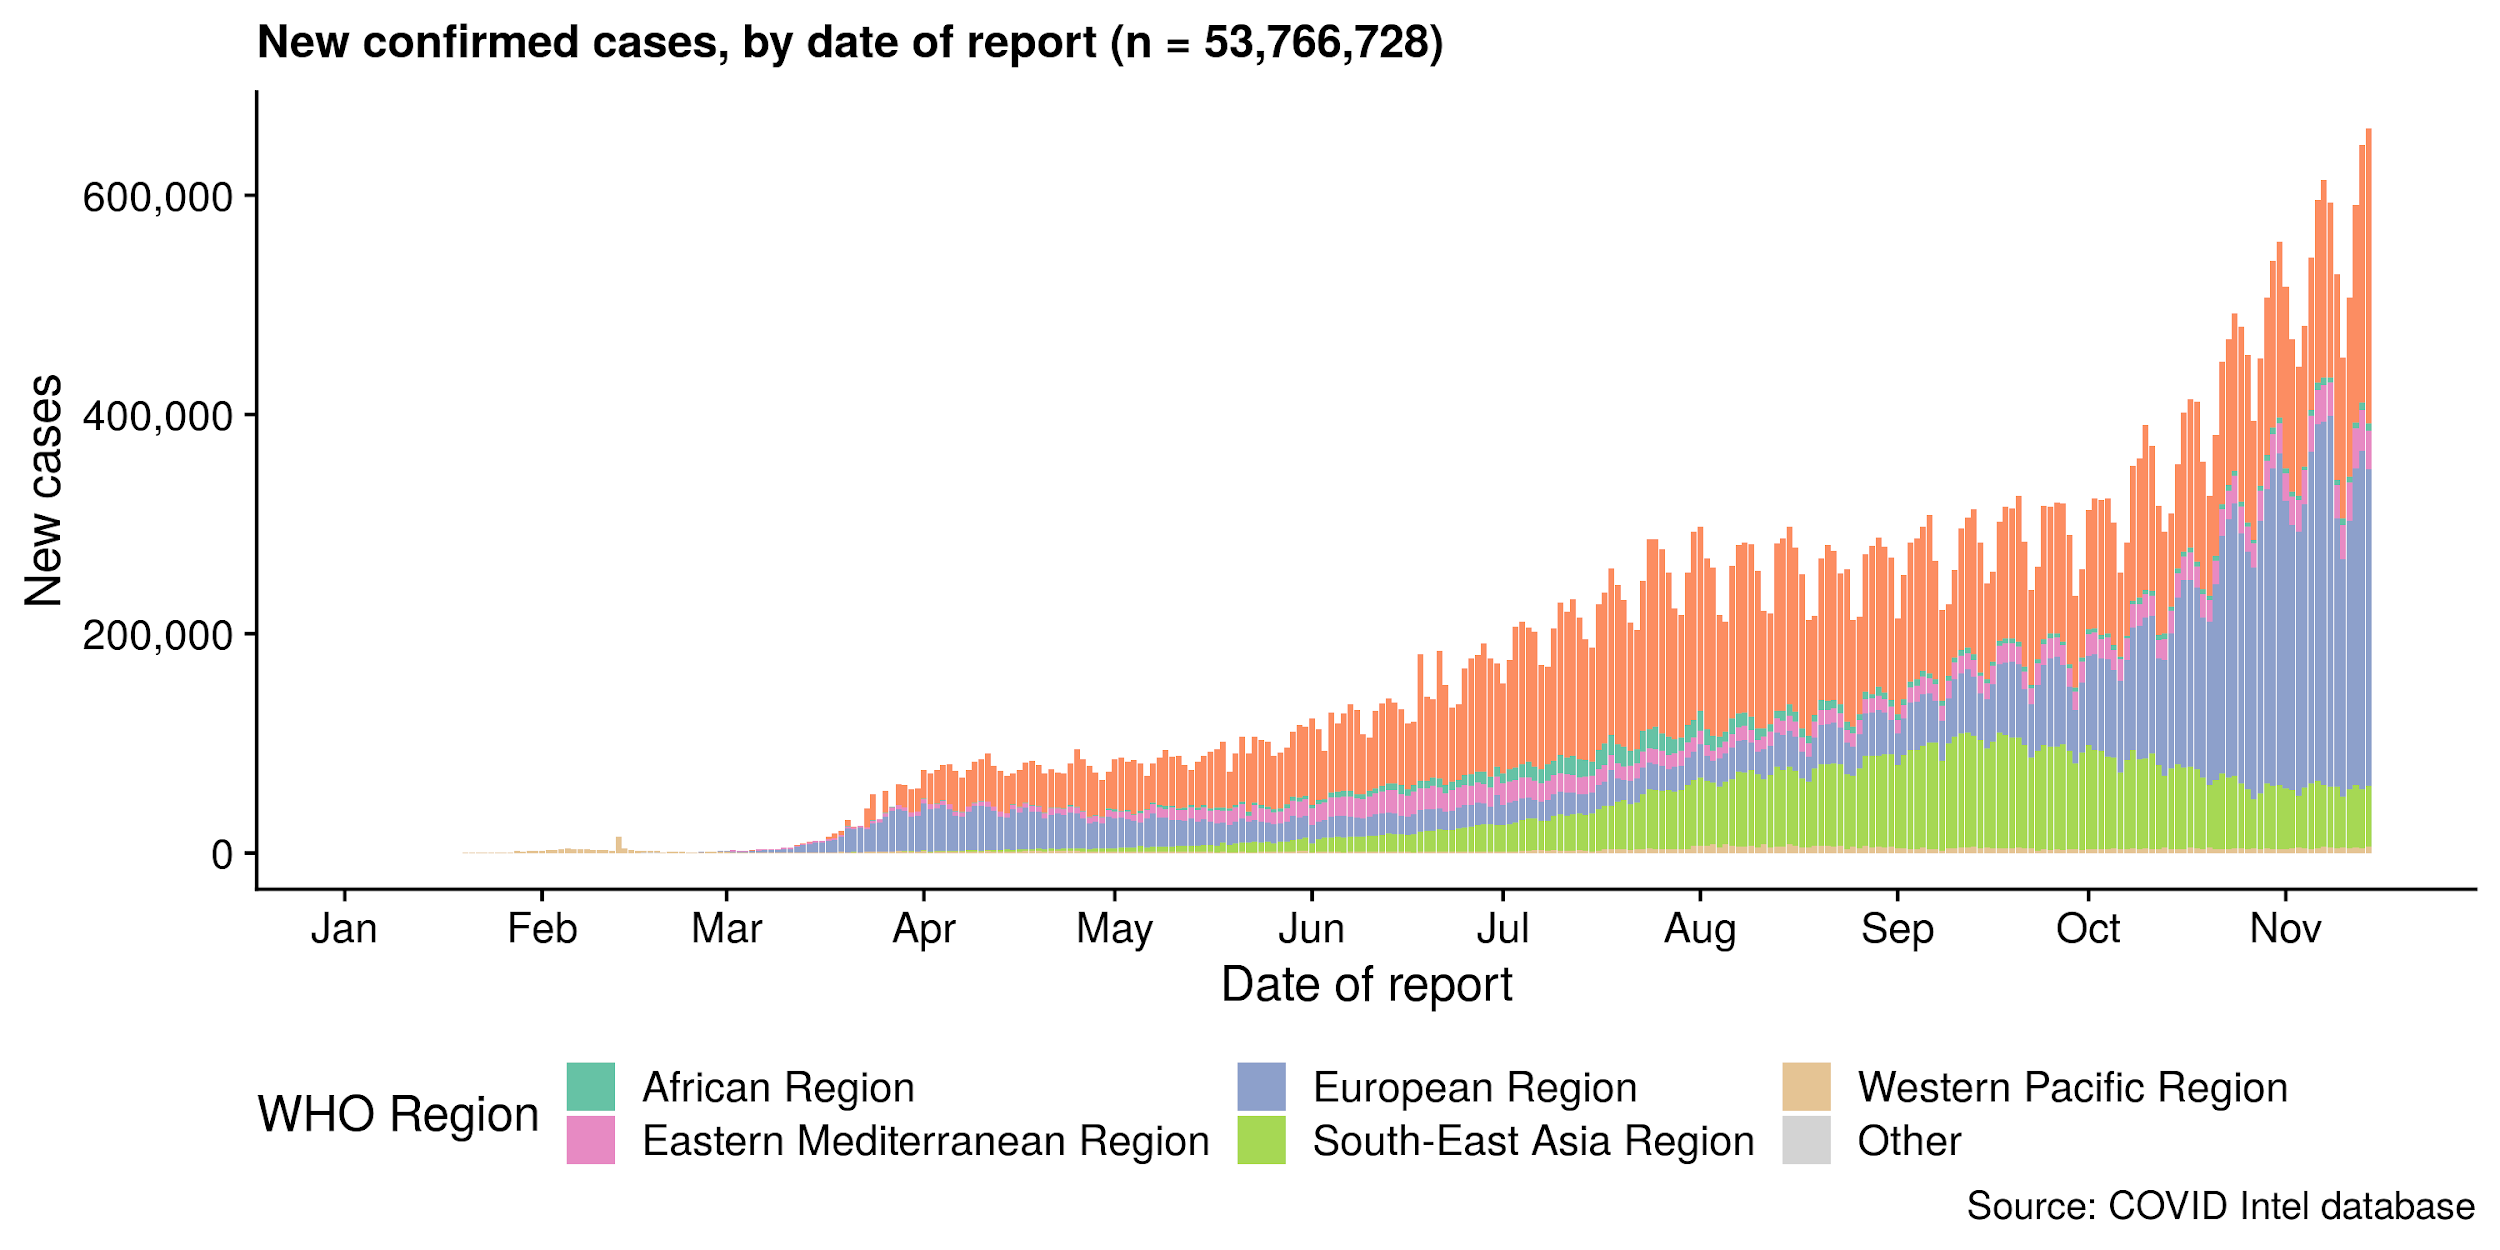 New confirmed cases, by date of report (n = 53,766,728)
600,000
400,000
200,000
0
New cases
Jan Feb Mar Apr May Jun Jul Aug Sep Oct Nov
Date of report
WHO Region
African Region European Region Western Pacific Region
Eastern Mediterranean Region South-East Asia Region Other
Source: COVID Intel database